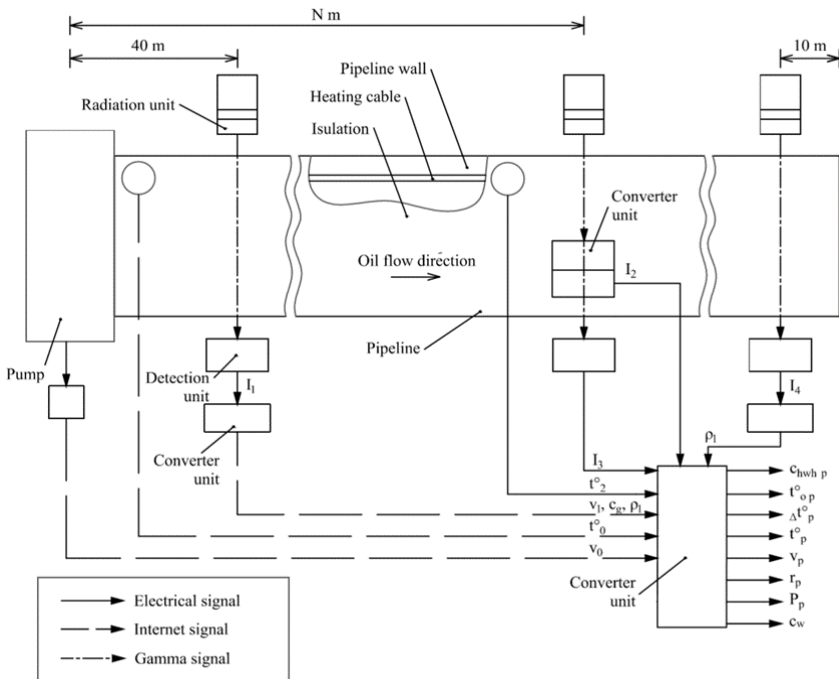 N m
40 m
10 m
Pipeline wall
Heating cable
Isulation
Radiation unit
Converter
unit
Oil flow direction
I2
Pipeline
Pump
Detection
unit
I1
Converter
unit
I4
ρl
I3
t°2
vl, cg, ρl
t°0
v0
Converter
unit
chwh p
t°o p
Δt°p
t°p
vp
rp
Pp
cw
Electrical signal
Internet signal
Gamma signal